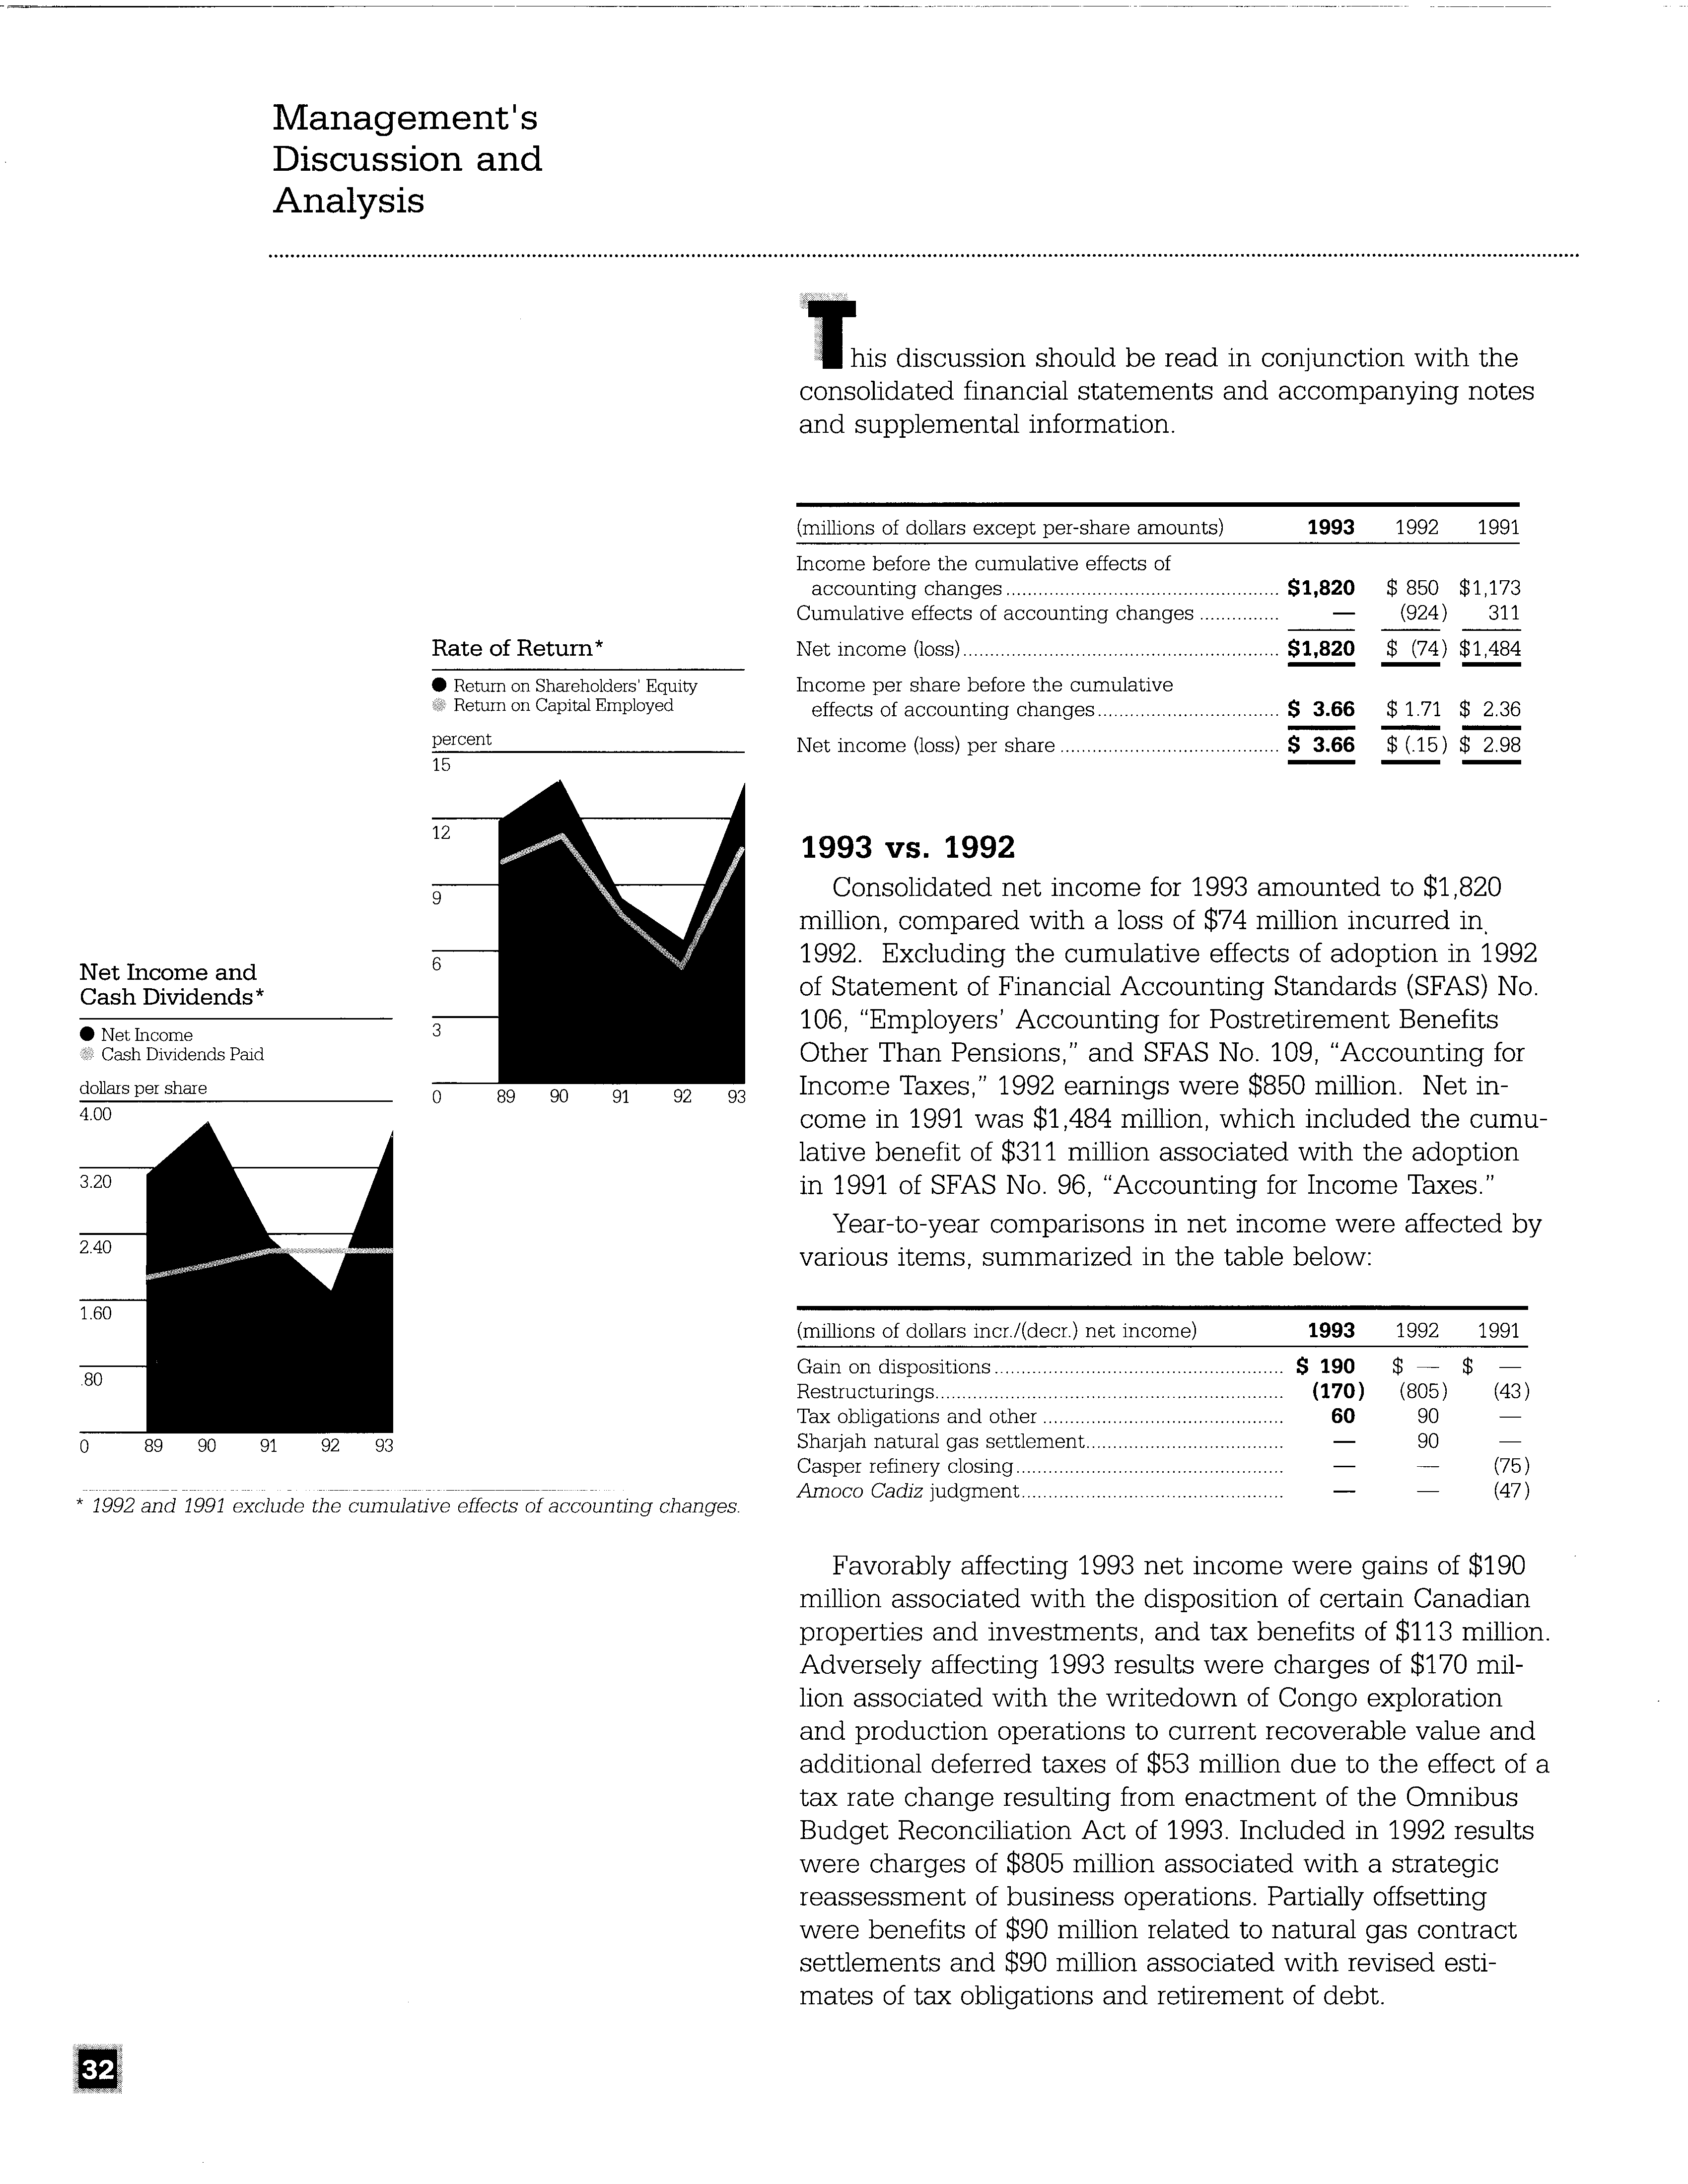 Management's
Discussion and
Analysis
This discussion should be read in conjunction with the
consolidated financial statements and accompanying notes
and supplemental information.
(millions of dollars except per-share amounts) 1993 1992 1991
Income before the cumulative effects of
accounting changes $1,820 $ 850 $1,173
Cumulative effects of accounting changes — (924) 311
Net income (loss) $1,820 $ (74) $1,484
Income per share before the cumulative
effects of accounting changes $ 3.66 $ 1.71 $ 2.36
Net income (loss) per share $ 3.66 $ (.15) $ 2.98
Rate of Return*
Return on Shareholders' Equity
Return on Capital Employed
percent
15
12
9
6
3
0 89 90 91 92 93
Net Income and
Cash Dividends*
Net Income
Cash Dividends Paid
dollars per share
4.00
3.20
2.40
1.60
.80
0 89 90 91 92 93
* 1992 and 1991 exclude the cumulative effects of accounting changes.
1993 vs. 1992
Consolidated net income for 1993 amounted to $1,820
million, compared with a loss of $74 million incurred in
1992. Excluding the cumulative effects of adoption in 1992
of Statement of Financial Accounting Standards (SFAS) No.
106, “Employers’ Accounting for Postretirement Benefits
Other Than Pensions,” and SFAS No. 109, “Accounting for
Income Taxes,” 1992 earnings were $850 million. Net in-
come in 1991 was $1,484 million, which included the cumu-
lative benefit of $311 million associated with the adoption
in 1991 of SFAS No. 96, “Accounting for Income Taxes.”
Year-to-year comparisons in net income were affected by
various items, summarized in the table below:
(millions of dollars incr./(decr.) net income) 1993 1992 1991
Gain on dispositions $ 190 $ — $ —
Restructurings (170) (805) (43)
Tax obligations and other 60 90 —
Sharjah natural gas settlement — 90 —
Casper refinery closing — — (75)
Amoco Cadiz judgment — — (47)
Favorably affecting 1993 net income were gains of $190
million associated with the disposition of certain Canadian
properties and investments, and tax benefits of $113 million.
Adversely affecting 1993 results were charges of $170 mil-
lion associated with the writedown of Congo exploration
and production operations to current recoverable value and
additional deferred taxes of $53 million due to the effect of a
tax rate change resulting from enactment of the Omnibus
Budget Reconciliation Act of 1993. Included in 1992 results
were charges of $805 million associated with a strategic
reassessment of business operations. Partially offsetting
were benefits of $90 million related to natural gas contract
settlements and $90 million associated with revised esti-
mates of tax obligations and retirement of debt.
32